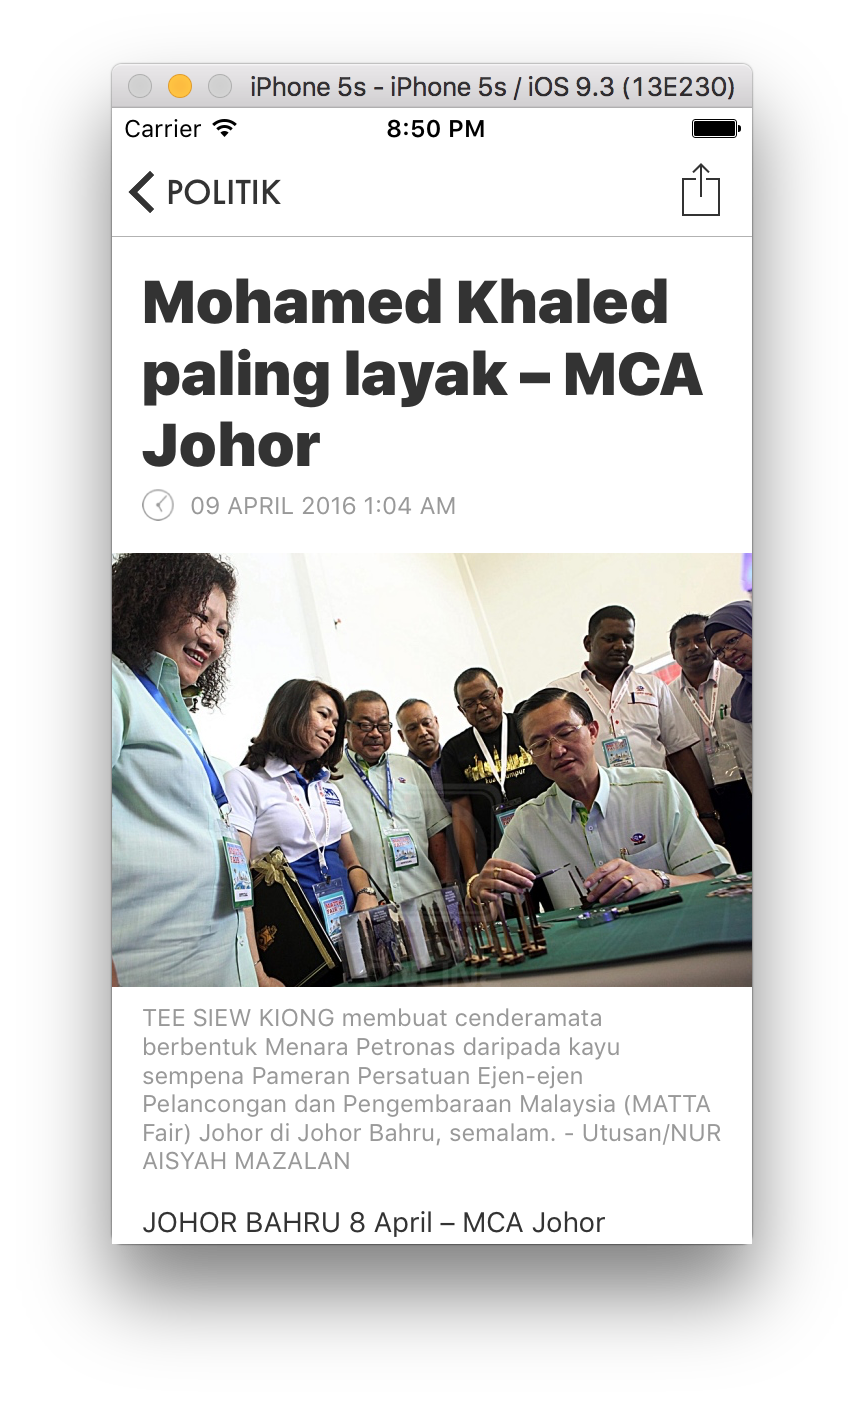 iPhone 5s - iPhone 5s / iOS 9.3 (13E230)
Carrier 8:50 PM
POLITIK
Mohamed Khaled
paling layak – MCA
Johor
09 APRIL 2016 1:04 AM
TEE SIEW KIONG membuat cenderamata
berbentuk Menara Petronas daripada kayu
sempena Pameran Persatuan Ejen-ejen
Pelancongan dan Pengembaraan Malaysia (MATTA
Fair) Johor di Johor Bahru, semalam. - Utusan/NUR
AISYAH MAZALAN
JOHOR BAHRU 8 April – MCA Johor